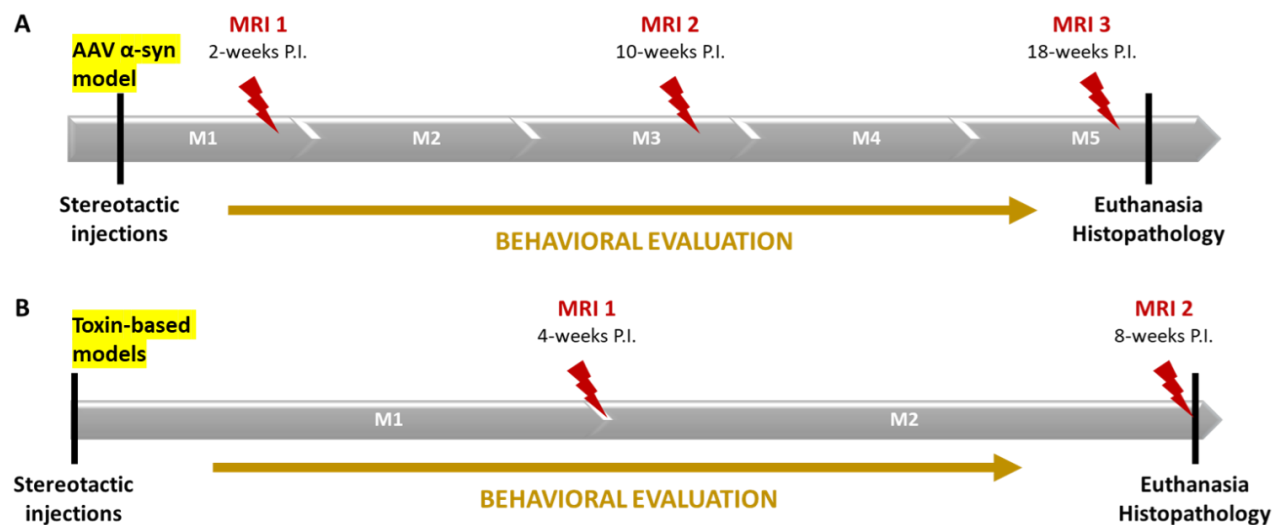 A
MRI 1
MRI 2
MRI 3
AAV α-syn
model
2-weeks P.I.
10-weeks P.I.
18-weeks P.I.
M1
M2
M3
M4
M5
Stereotactic
injections
BEHAVIORAL EVALUATION
Euthanasia
Histopathology
B
MRI 1
MRI 2
Toxin-based
models
4-weeks P.I.
8-weeks P.I.
M1
M2
Stereotactic
injections
BEHAVIORAL EVALUATION
Euthanasia
Histopathology